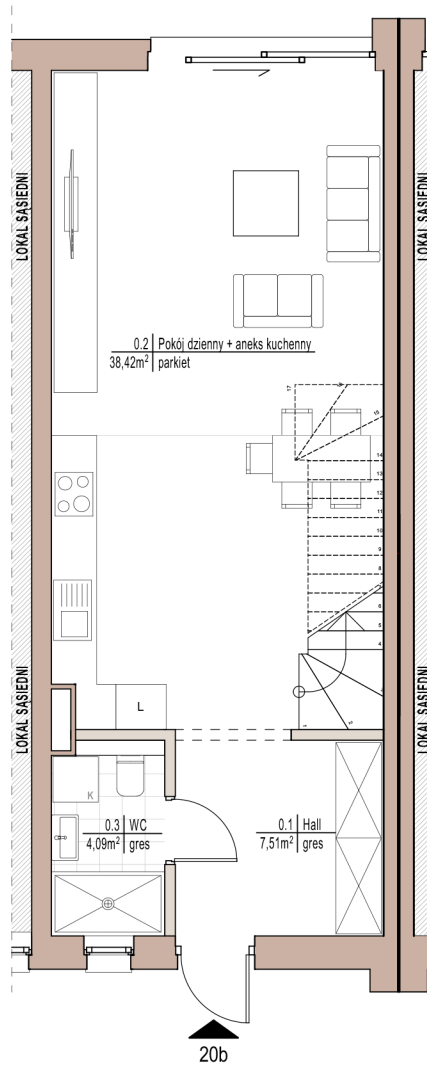 LOKAL SĄSIEDNI
LOKAL SĄSIEDNI
0.2 Pokój dzienny + aneks kuchenny
38,42m² parkiet
17
16
15
14
13
12
11
10
9
8
7
6
5
4
3
2
1
L
LOKAL SĄSIEDNI
LOKAL SĄSIEDNI
K
0.3 WC
4,09m² gres
0.1 Hall
7,51m² gres
20b